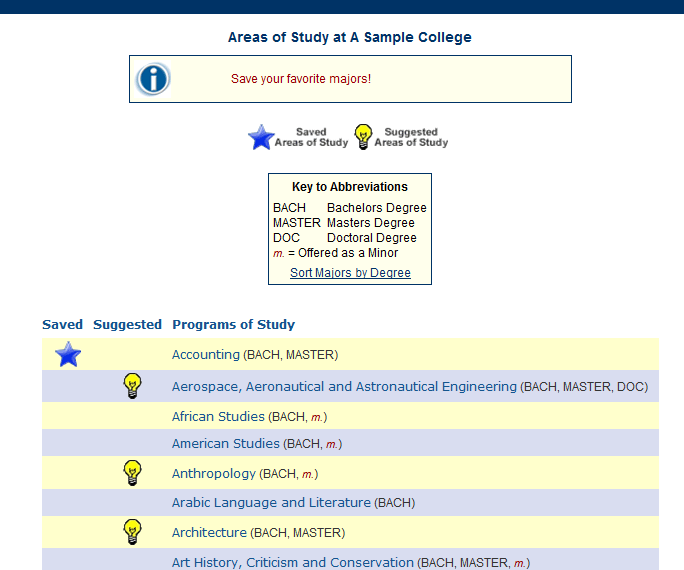 Areas of Study at A Sample College
Save your favorite majors!
Saved
Areas of Study
Suggested
Areas of Study
Key to Abbreviations
BACH Bachelors Degree
MASTER Masters Degree
DOC Doctoral Degree
m. = Offered as a Minor
Sort Majors by Degree
Saved Suggested Programs of Study
Accounting (BACH, MASTER)
Aerospace, Aeronautical and Astronautical Engineering (BACH, MASTER, DOC)
African Studies (BACH, m.)
American Studies (BACH, m.)
Anthropology (BACH, m.)
Arabic Language and Literature (BACH)
Architecture (BACH, MASTER)
Art History, Criticism and Conservation (BACH, MASTER, m.)